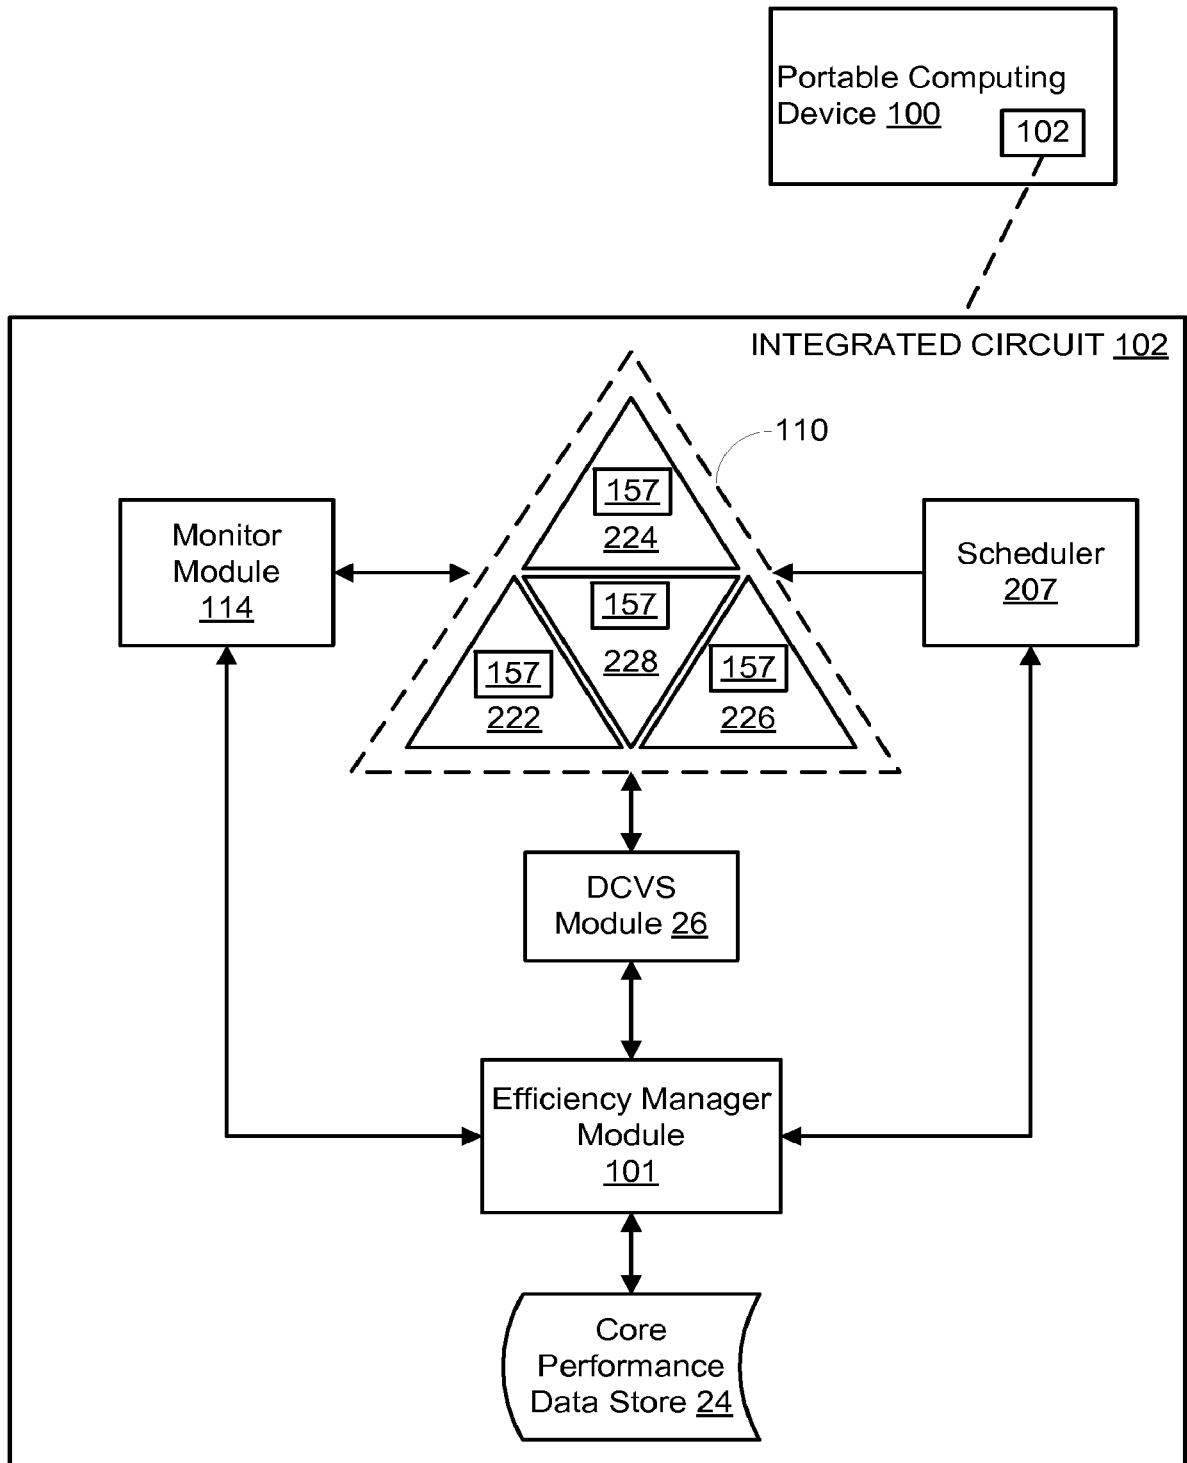 Portable Computing
Device 100
102
INTEGRATED CIRCUIT 102
110
157
224
Monitor
Module
114
Scheduler
207
157
228
157
222
157
226
DCVS
Module 26
Efficiency Manager
Module
101
Core
Performance
Data Store 24